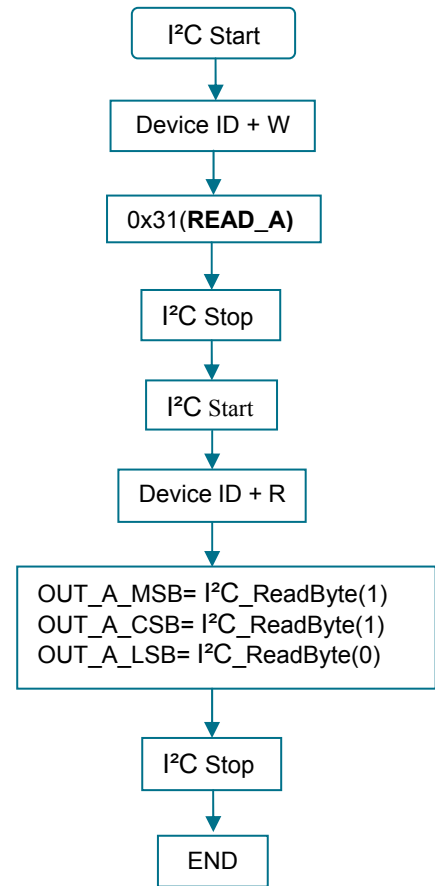 I²C Start
Device ID + W
0x31(READ_A)
I²C Stop
I²C Start
Device ID + R
OUT_A_MSB= I²C_ReadByte(1)
OUT_A_CSB= I²C_ReadByte(1)
OUT_A_LSB= I²C_ReadByte(0)
I²C Stop
END